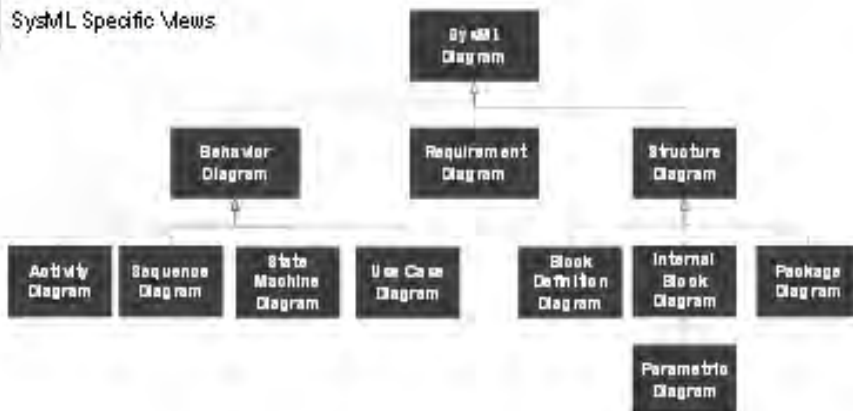 SysML Specific Views
SysML
Diagram
Behavior
Diagram
Requirement
Diagram
Structure
Diagram
Activity
Diagram
Sequence
Diagram
State
Machine
Diagram
Use Case
Diagram
Block
Definition
Diagram
Internal
Block
Diagram
Package
Diagram
Parametric
Diagram